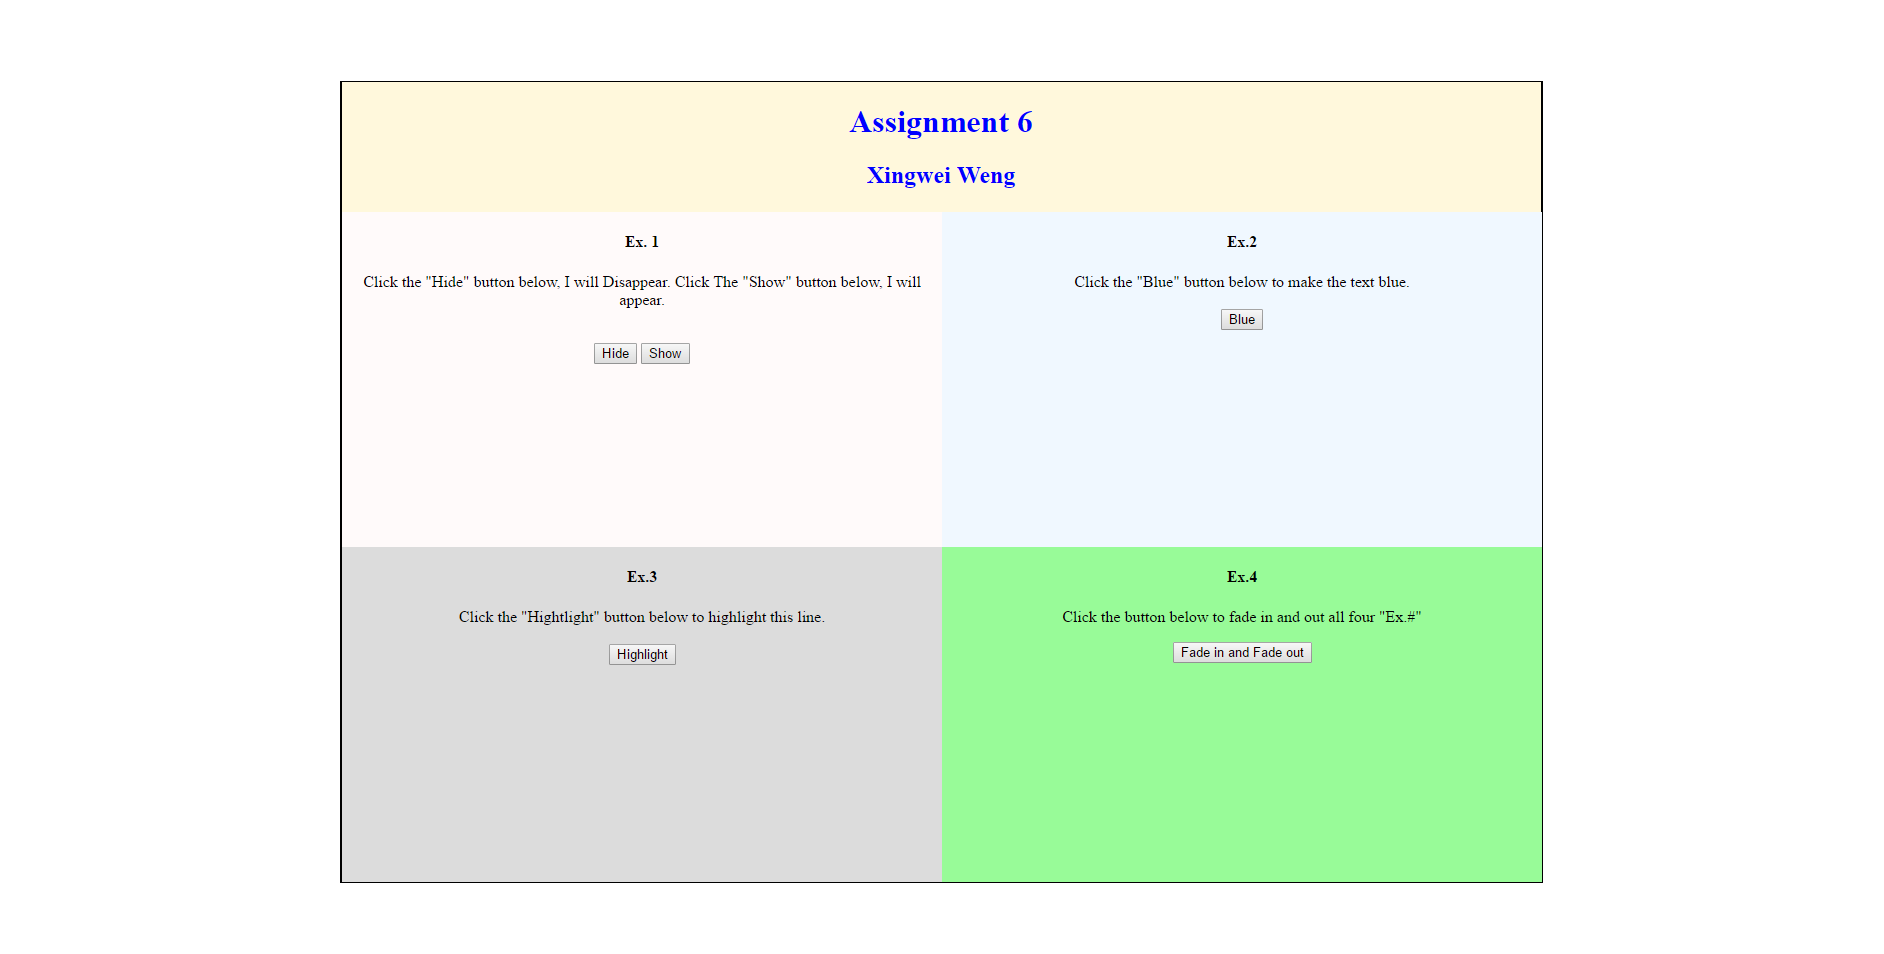 Assignment 6
Xingwei Weng
Ex. 1
Click the "Hide" button below, I will Disappear. Click The "Show" button below, I will
appear.
Hide Show
Ex.2
Click the "Blue" button below to make the text blue.
Blue
Ex.3
Click the "Hightlight" button below to highlight this line.
Highlight
Ex.4
Click the button below to fade in and out all four "Ex.#"
Fade in and Fade out